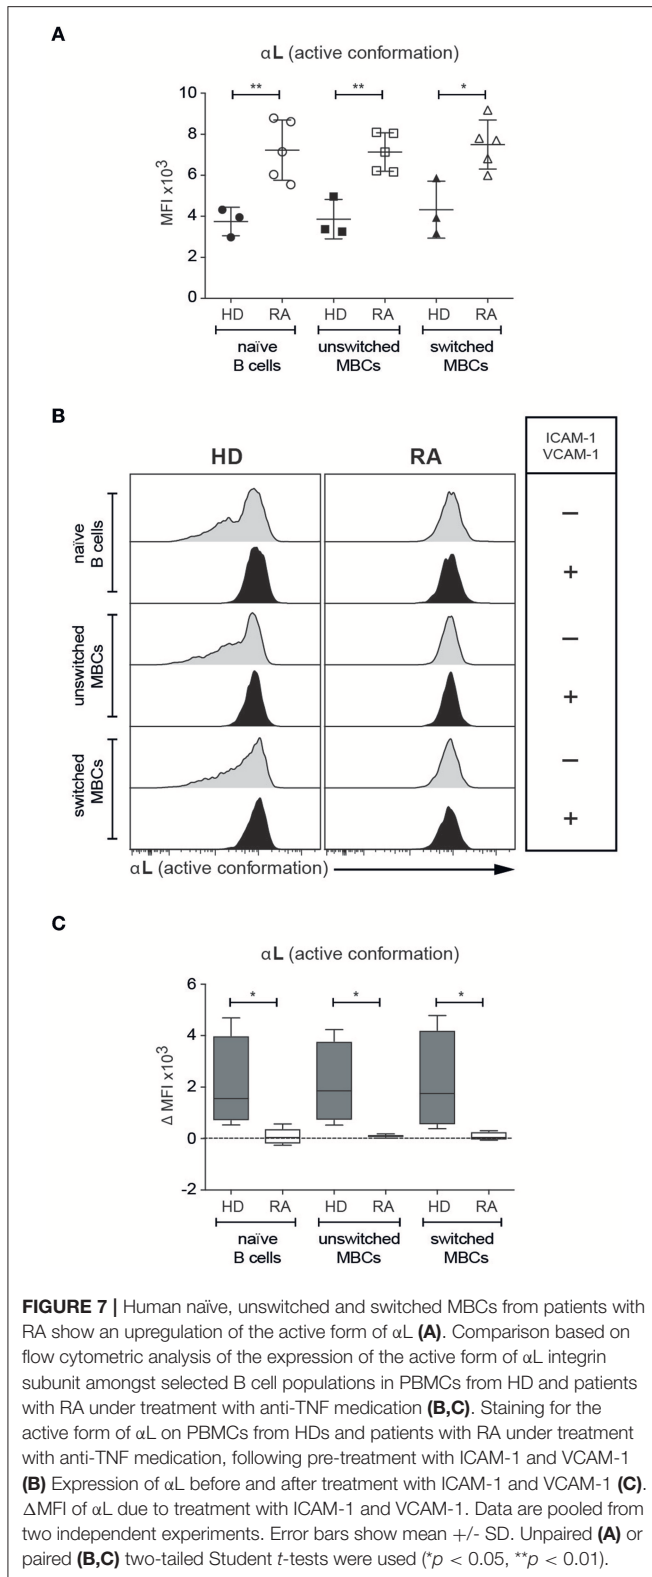 A
αL (active conformation)
** ** *
10
8
6
4
2
0
MFI x10³
HD RA HD RA HD RA
naïve
B cells
unswitched
MBCs
switched
MBCs
B
ICAM-1
VCAM-1
HD RA
naïve
B cells
unswitched
MBCs
switched
MBCs
−
+
−
+
−
+
αL (active conformation)
C
αL (active conformation)
* * *
6
4
2
0
-2
Δ MFI x10³
HD RA HD RA HD RA
naïve
B cells
unswitched
MBCs
switched
MBCs
FIGURE 7 | Human naïve, unswitched and switched MBCs from patients with
RA show an upregulation of the active form of αL (A). Comparison based on
flow cytometric analysis of the expression of the active form of αL integrin
subunit amongst selected B cell populations in PBMCs from HD and patients
with RA under treatment with anti-TNF medication (B,C). Staining for the
active form of αL on PBMCs from HDs and patients with RA under treatment
with anti-TNF medication, following pre-treatment with ICAM-1 and VCAM-1
(B) Expression of αL before and after treatment with ICAM-1 and VCAM-1 (C).
ΔMFI of αL due to treatment with ICAM-1 and VCAM-1. Data are pooled from
two independent experiments. Error bars show mean +/- SD. Unpaired (A) or
paired (B,C) two-tailed Student t-tests were used (*p < 0.05, **p < 0.01).